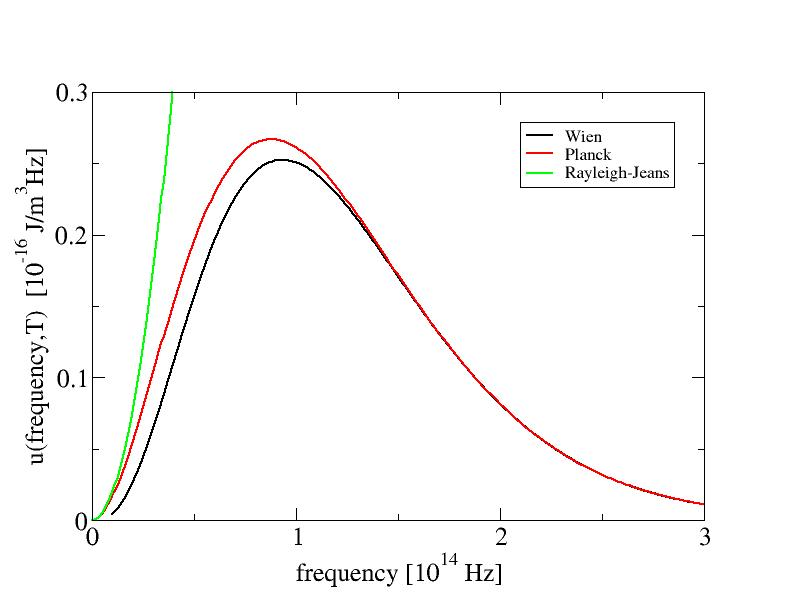 0.3
0.2
0.1
0
0 1 2 3
u(frequency,T) [10^-16 J/m^3Hz]
frequency [10^14 Hz]
Wien
Planck
Rayleigh-Jeans